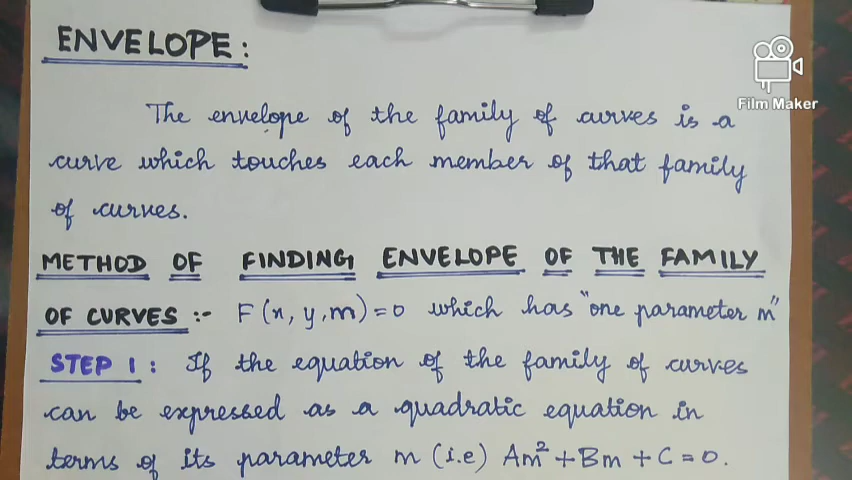 ENVELOPE:
Film Maker
The envelope of the family of curves is a
curve which touches each member of that family
of curves.
METHOD OF FINDING ENVELOPE OF THE FAMILY
OF CURVES :- F(x, y, m) = 0 which has "one parameter m"
STEP 1 : If the equation of the family of curves
can be expressed as a quadratic equation in
terms of its parameter m (i.e) Am² + Bm + C = 0.